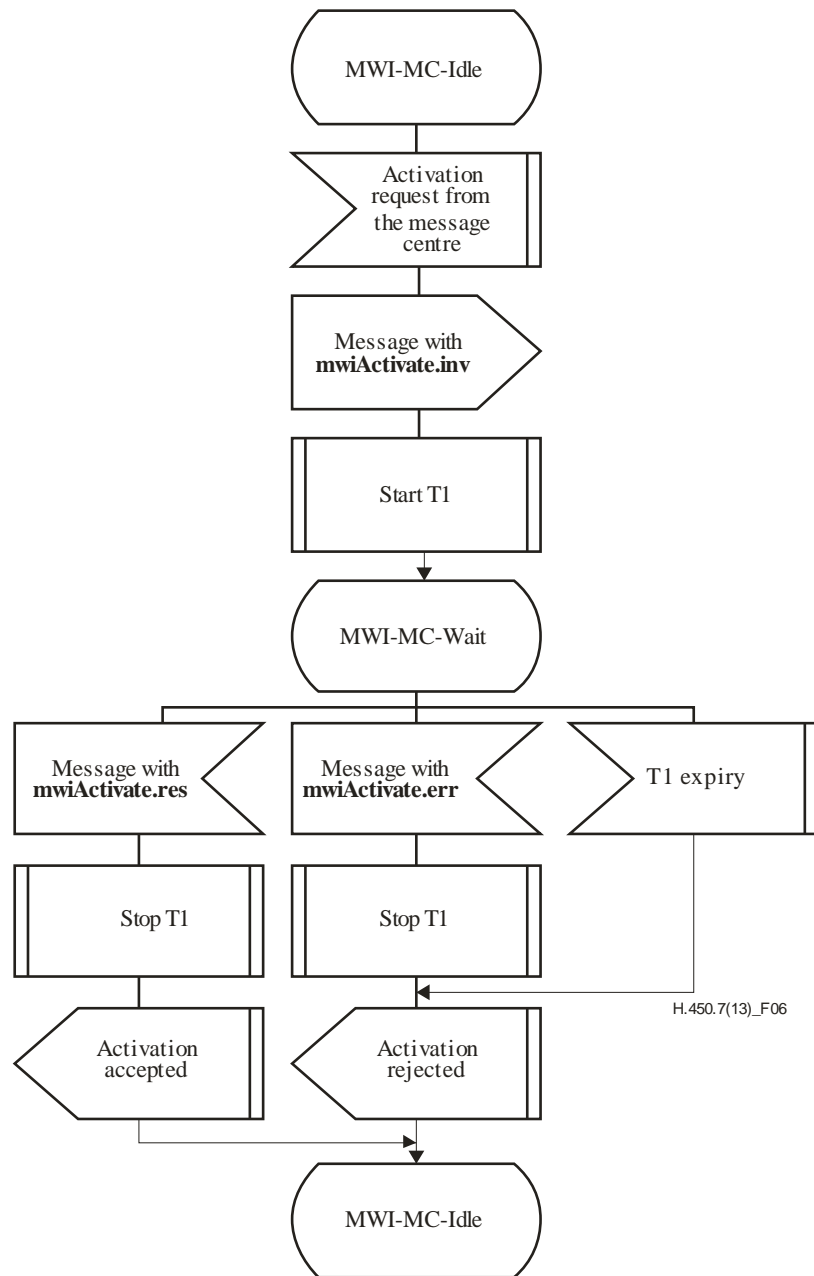 MWI-MC-Idle
Activation
request from
the message
centre
Message with
mwiActivate.inv
Start T1
MWI-MC-Wait
Message with
mwiActivate.res
Message with
mwiActivate.err
T1 expiry
Stop T1
Stop T1
H.450.7(13)_F06
Activation
accepted
Activation
rejected
MWI-MC-Idle